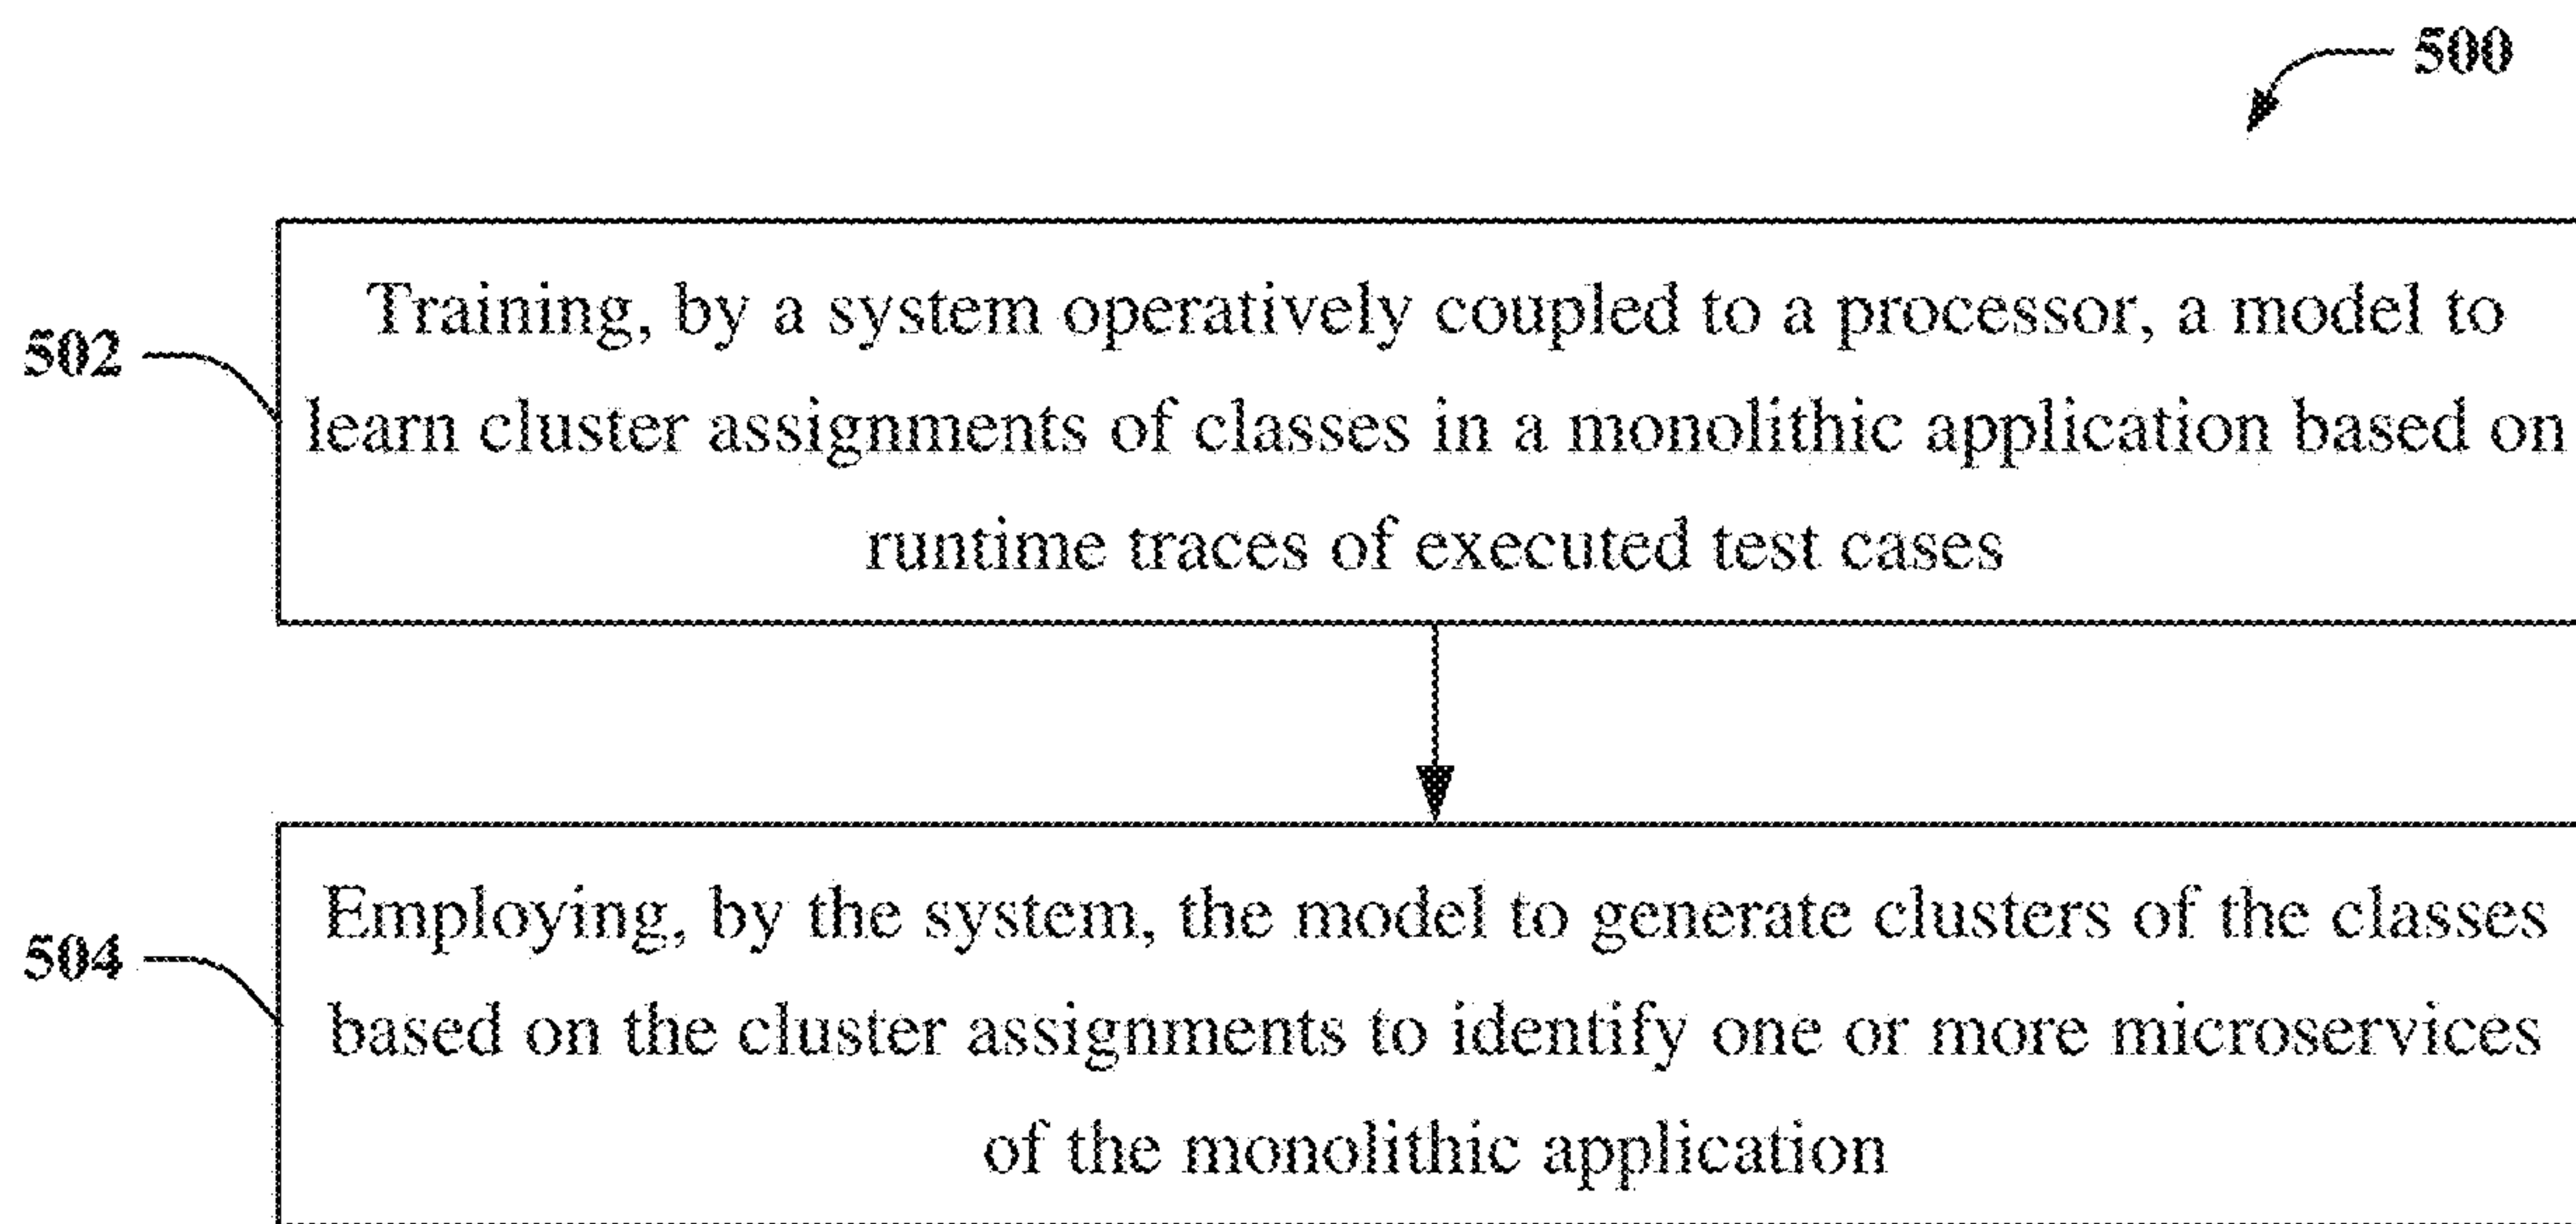 500
502
Training, by a system operatively coupled to a processor, a model to
learn cluster assignments of classes in a monolithic application based on
runtime traces of executed test cases
504
Employing, by the system, the model to generate clusters of the classes
based on the cluster assignments to identify one or more microservices
of the monolithic application